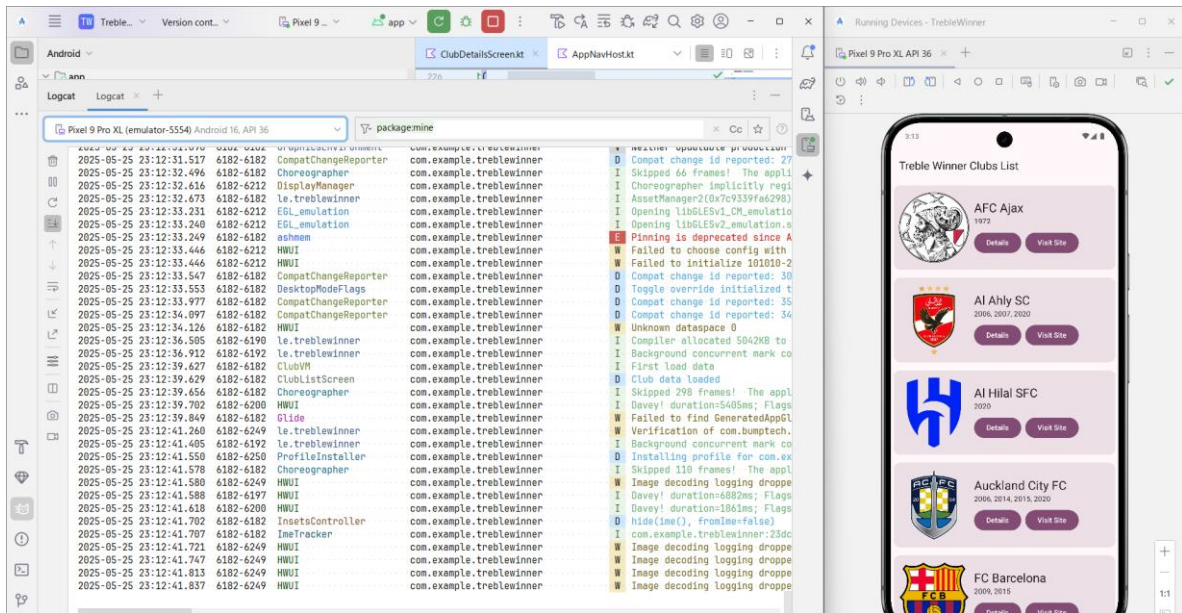 TW Treble... Version cont... Pixel 9 ... app
Android
ClubDetailsScreen.kt AppNavHost.kt
app
226
Logcat Logcat
Pixel 9 Pro XL (emulator-5554) Android 16, API 36 package:mine Cc
2025-05-25 23:12:31.517 6182-6182 CompatChangeReporter com.example.treblewinner D Compat change id reported: 27
2025-05-25 23:12:32.496 6182-6182 Choreographer com.example.treblewinner I Skipped 66 frames! The appli
2025-05-25 23:12:32.616 6182-6212 DisplayManager com.example.treblewinner I Choreographer implicitly regi
2025-05-25 23:12:32.673 6182-6182 le.treblewinner com.example.treblewinner I AssetManager2(0x7c9339fa6298)
2025-05-25 23:12:33.231 6182-6212 EGL_emulation com.example.treblewinner I Opening libGLESv1_CM_emulatio
2025-05-25 23:12:33.240 6182-6212 EGL_emulation com.example.treblewinner I Opening libGLESv2_emulation.s
2025-05-25 23:12:33.249 6182-6182 ashmem com.example.treblewinner E Pinning is deprecated since A
2025-05-25 23:12:33.446 6182-6212 HWUI com.example.treblewinner W Failed to choose config with
2025-05-25 23:12:33.446 6182-6212 HWUI com.example.treblewinner W Failed to initialize 101010-2
2025-05-25 23:12:33.547 6182-6182 CompatChangeReporter com.example.treblewinner D Compat change id reported: 30
2025-05-25 23:12:33.553 6182-6182 DesktopModeFlags com.example.treblewinner D Toggle override initialized t
2025-05-25 23:12:33.977 6182-6182 CompatChangeReporter com.example.treblewinner D Compat change id reported: 35
2025-05-25 23:12:34.097 6182-6182 CompatChangeReporter com.example.treblewinner D Compat change id reported: 34
2025-05-25 23:12:34.126 6182-6182 HWUI com.example.treblewinner W Unknown dataspace 0
2025-05-25 23:12:36.505 6182-6190 le.treblewinner com.example.treblewinner I Compiler allocated 5042KB to
2025-05-25 23:12:36.912 6182-6192 le.treblewinner com.example.treblewinner I Background concurrent mark co
2025-05-25 23:12:39.627 6182-6182 ClubVM com.example.treblewinner I First load data
2025-05-25 23:12:39.629 6182-6182 ClubListScreen com.example.treblewinner D Club data loaded
2025-05-25 23:12:39.656 6182-6182 Choreographer com.example.treblewinner I Skipped 298 frames! The appl
2025-05-25 23:12:39.702 6182-6200 HWUI com.example.treblewinner I Davey! duration=5405ms; Flags
2025-05-25 23:12:39.849 6182-6182 Glide com.example.treblewinner W Failed to find GeneratedAppGl
2025-05-25 23:12:41.260 6182-6249 le.treblewinner com.example.treblewinner W Verification of com.bumptech.
2025-05-25 23:12:41.405 6182-6192 le.treblewinner com.example.treblewinner I Background concurrent mark co
2025-05-25 23:12:41.550 6182-6250 ProfileInstaller com.example.treblewinner D Installing profile for com.ex
2025-05-25 23:12:41.578 6182-6182 Choreographer com.example.treblewinner I Skipped 110 frames! The appl
2025-05-25 23:12:41.580 6182-6249 HWUI com.example.treblewinner W Image decoding logging droppe
2025-05-25 23:12:41.588 6182-6197 HWUI com.example.treblewinner I Davey! duration=6882ms; Flags
2025-05-25 23:12:41.618 6182-6200 HWUI com.example.treblewinner I Davey! duration=1861ms; Flags
2025-05-25 23:12:41.702 6182-6182 InsetsController com.example.treblewinner D hide(ime(), fromIme=false)
2025-05-25 23:12:41.707 6182-6182 ImeTracker com.example.treblewinner I com.example.treblewinner:23dc
2025-05-25 23:12:41.721 6182-6249 HWUI com.example.treblewinner W Image decoding logging droppe
2025-05-25 23:12:41.747 6182-6249 HWUI com.example.treblewinner W Image decoding logging droppe
2025-05-25 23:12:41.813 6182-6249 HWUI com.example.treblewinner W Image decoding logging droppe
2025-05-25 23:12:41.837 6182-6249 HWUI com.example.treblewinner W Image decoding logging droppe
Running Devices - TrebleWinner
Pixel 9 Pro XL API 36
3:13
Treble Winner Clubs List
AFC Ajax
1972
Details Visit Site
Al Ahly SC
2006, 2007, 2020
Details Visit Site
Al Hilal SFC
2020
Details Visit Site
AC FC
Auckland City FC
2006, 2014, 2015, 2020
Details Visit Site
FCB
FC Barcelona
2009, 2015
Details Visit Site
1:1